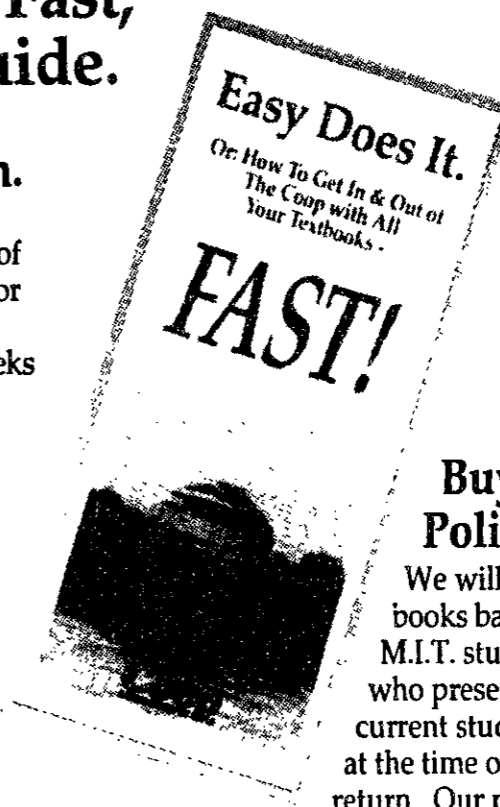 Fast,
uide.
n.
of
or
eks
Easy Does It.
Or: How To Get In & Out of
The Coop with All
Your Textbooks -
FAST!
Buy
Poli
We will
books ba
M.I.T. stu
who prese
current stud
at the time o
return. Our p